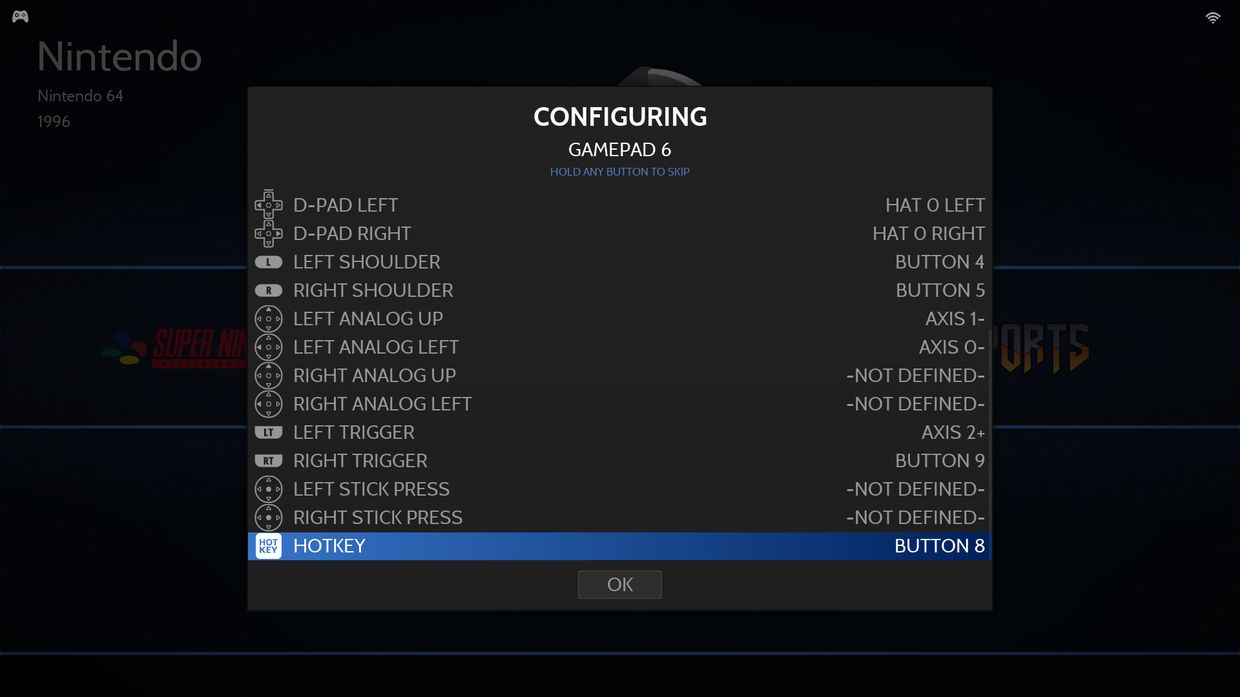 Nintendo
Nintendo 64
1996
CONFIGURING
GAMEPAD 6
HOLD ANY BUTTON TO SKIP
D-PAD LEFT HAT 0 LEFT
D-PAD RIGHT HAT 0 RIGHT
L LEFT SHOULDER BUTTON 4
R RIGHT SHOULDER BUTTON 5
LEFT ANALOG UP AXIS 1-
LEFT ANALOG LEFT AXIS 0-
RIGHT ANALOG UP -NOT DEFINED-
RIGHT ANALOG LEFT -NOT DEFINED-
LT LEFT TRIGGER AXIS 2+
RT RIGHT TRIGGER BUTTON 9
LEFT STICK PRESS -NOT DEFINED-
RIGHT STICK PRESS -NOT DEFINED-
HOT KEY HOTKEY BUTTON 8
OK
SUPER
PORTS